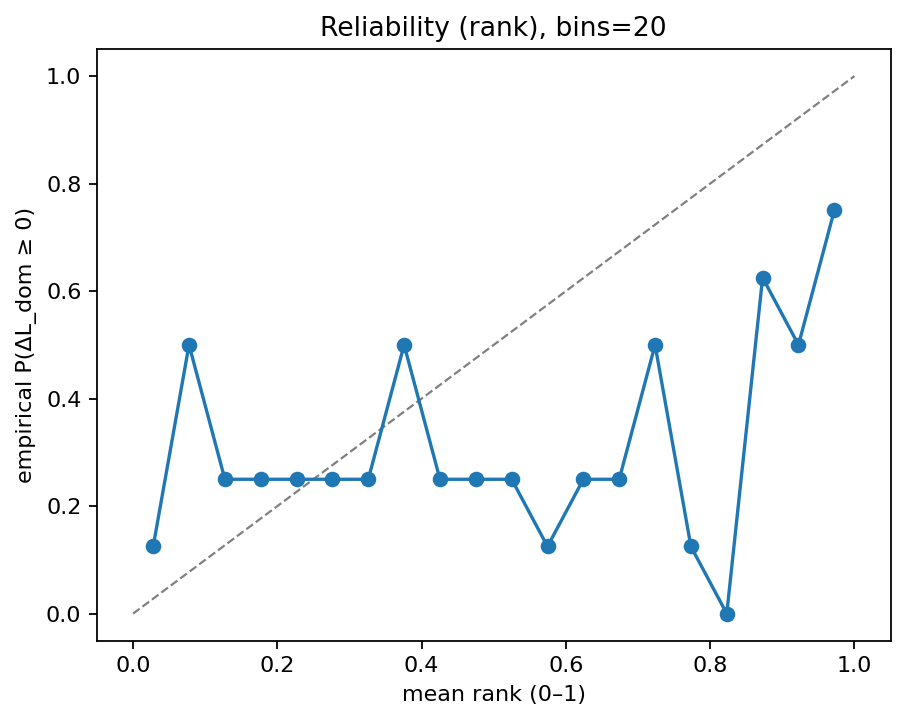 Reliability (rank), bins=20
empirical P(ΔL_dom ≥ 0)
1.0
0.8
0.6
0.4
0.2
0.0
0.0 0.2 0.4 0.6 0.8 1.0
mean rank (0–1)